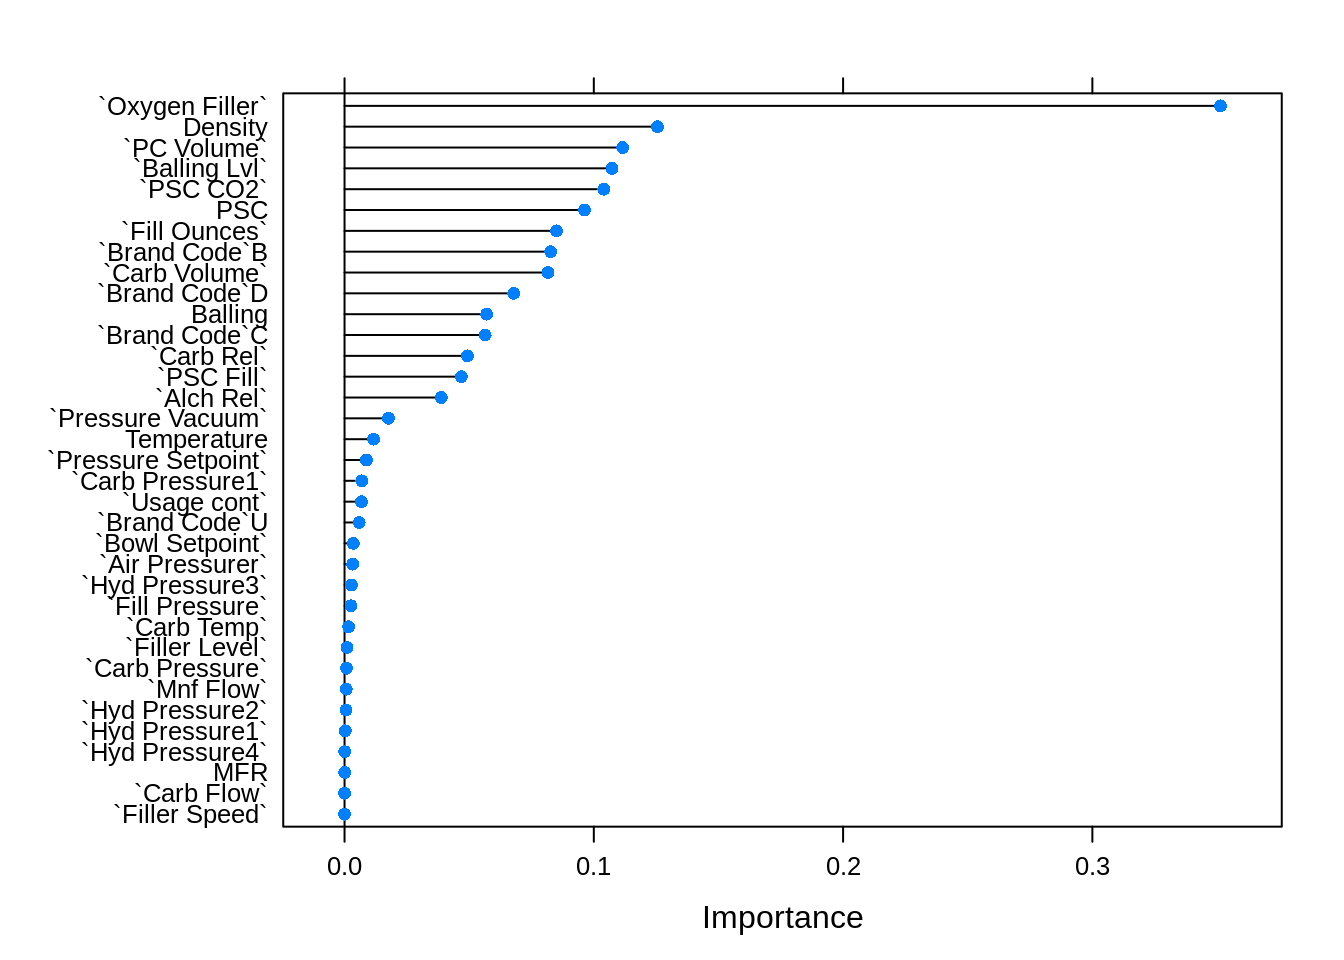 `Oxygen Filler`
Density
`PC Volume`
`Balling Lvl`
`PSC CO2`
PSC
`Fill Ounces`
`Brand Code`B
`Carb Volume`
`Brand Code`D
Balling
`Brand Code`C
`Carb Rel`
`PSC Fill`
`Alch Rel`
`Pressure Vacuum`
Temperature
`Pressure Setpoint`
`Carb Pressure1`
`Usage cont`
`Brand Code`U
`Bowl Setpoint`
`Air Pressurer`
`Hyd Pressure3`
`Fill Pressure`
`Carb Temp`
`Filler Level`
`Carb Pressure`
`Mnf Flow`
`Hyd Pressure2`
`Hyd Pressure1`
`Hyd Pressure4`
MFR
`Carb Flow`
`Filler Speed`
0.0 0.1 0.2 0.3
Importance